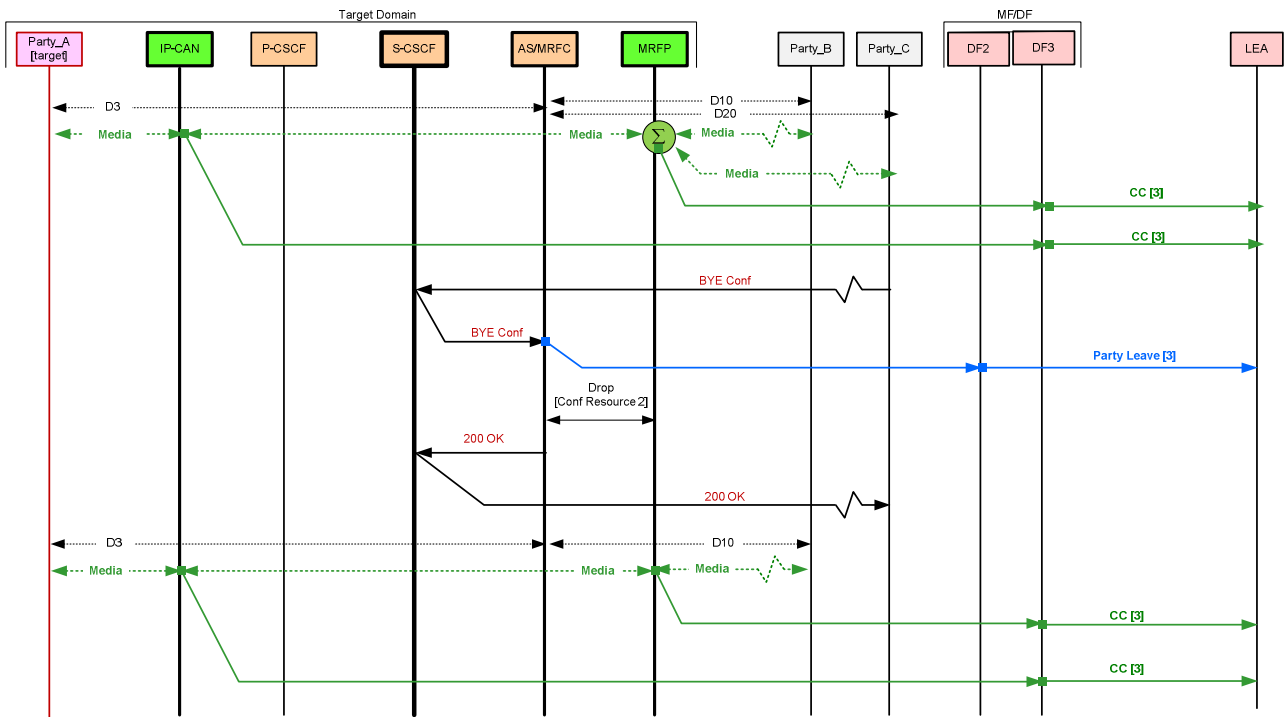 Target Domain
MF/DF
Party_A
[target]
IP-CAN
P-CSCF
S-CSCF
AS/MRFC
MRFP
Party_B
Party_C
DF2
DF3
LEA
D3
D10
D20
Media
Media
Σ
Media
Media
CC [3]
CC [3]
BYE Conf
BYE Conf
Party Leave [3]
Drop
[Conf Resource 2]
200 OK
200 OK
D3
D10
Media
Media
Media
CC [3]
CC [3]